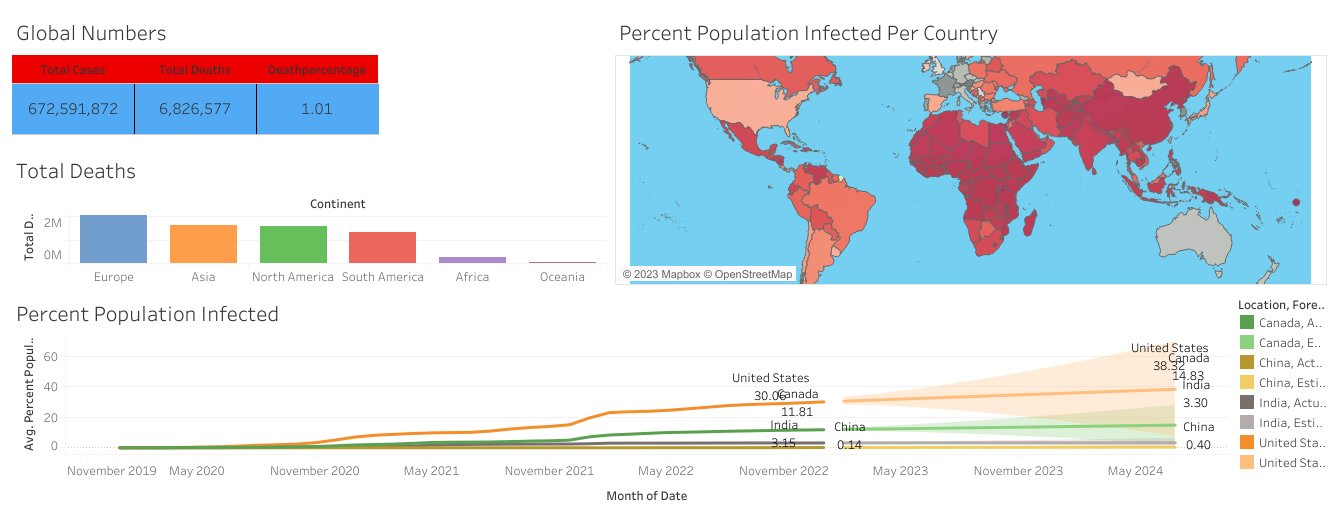 Global Numbers
Total Cases Total Deaths Deathpercentage
672,591,872 6,826,577 1.01
Total Deaths
Continent
Total D..
2M
0M
Europe Asia North America South America Africa Oceania
Percent Population Infected Per Country
© 2023 Mapbox © OpenStreetMap
Percent Population Infected
Avg. Percent Popul..
60
40
20
0
United States
30.06
Canada
11.81
India
3.15
China
0.14
United States
38.32
Canada
14.83
India
3.30
China
0.40
November 2019 May 2020 November 2020 May 2021 November 2021 May 2022 November 2022 May 2023 November 2023 May 2024
Month of Date
Location, Fore..
Canada, A..
Canada, E..
China, Act..
China, Esti..
India, Actu..
India, Esti..
United Sta..
United Sta..